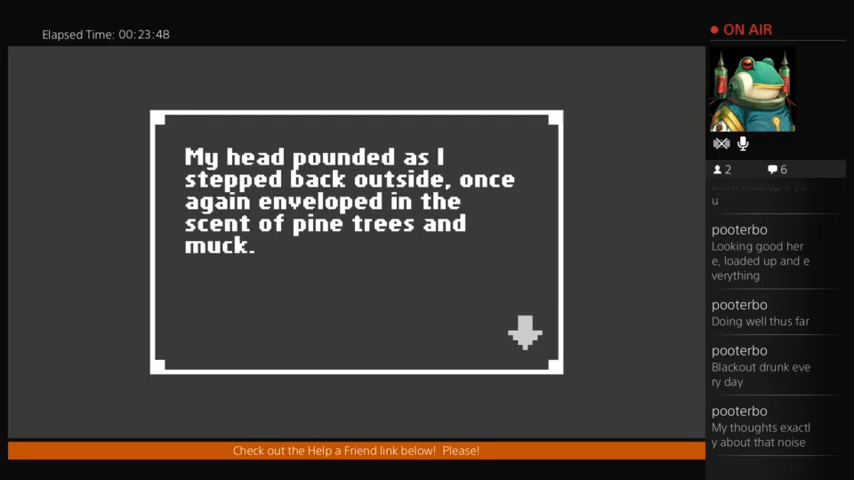 Elapsed Time: 00:23:48
ON AIR
My head pounded as I
stepped back outside, once
again enveloped in the
scent of pine trees and
muck.
2
6
u
pooterbo
Looking good her
e, loaded up and e
verything
pooterbo
Doing well thus far
pooterbo
Blackout drunk eve
ry day
pooterbo
My thoughts exactl
y about that noise
Check out the Help a Friend link below! Please!